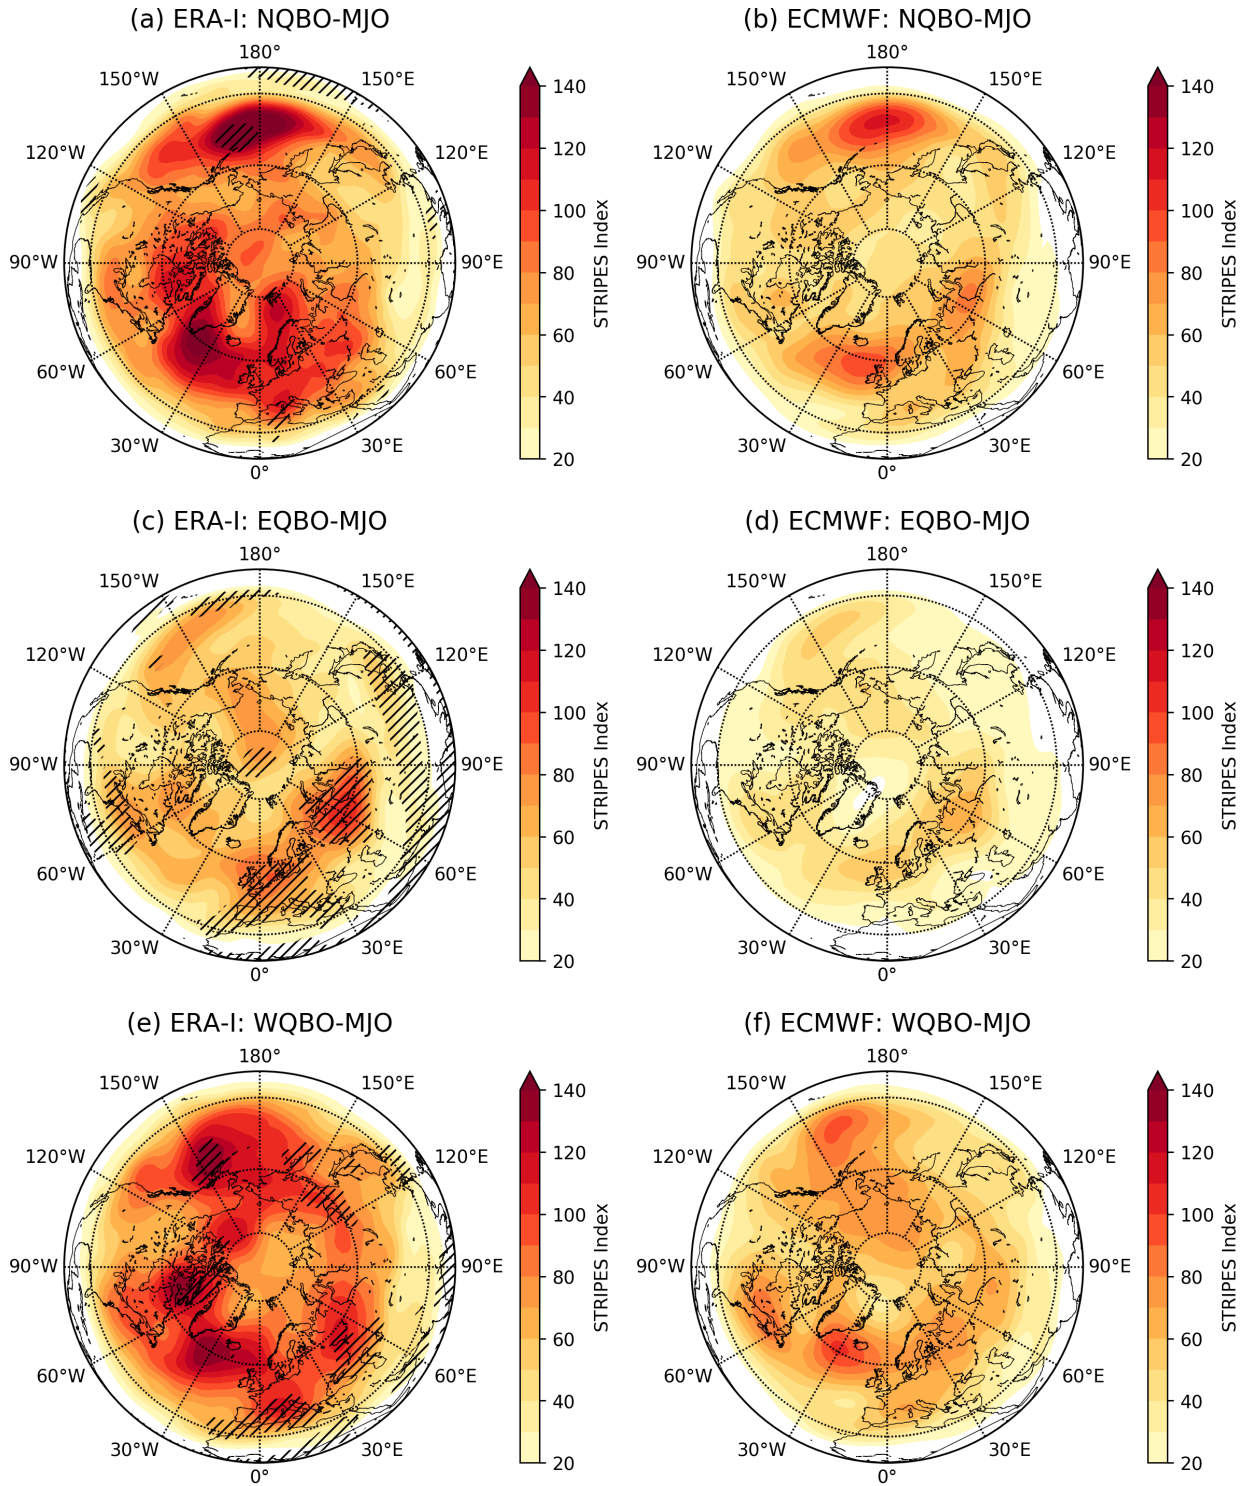 (a) ERA-I: NQBO-MJO
180°
150°W
150°E
120°W
120°E
90°W
90°E
60°W
60°E
30°W
30°E
0°
140
120
100
80
60
40
20
STRIPES Index
(b) ECMWF: NQBO-MJO
180°
150°W
150°E
120°W
120°E
90°W
90°E
60°W
60°E
30°W
30°E
0°
140
120
100
80
60
40
20
STRIPES Index
(c) ERA-I: EQBO-MJO
180°
150°W
150°E
120°W
120°E
90°W
90°E
60°W
60°E
30°W
30°E
0°
140
120
100
80
60
40
20
STRIPES Index
(d) ECMWF: EQBO-MJO
180°
150°W
150°E
120°W
120°E
90°W
90°E
60°W
60°E
30°W
30°E
0°
140
120
100
80
60
40
20
STRIPES Index
(e) ERA-I: WQBO-MJO
180°
150°W
150°E
120°W
120°E
90°W
90°E
60°W
60°E
30°W
30°E
0°
140
120
100
80
60
40
20
STRIPES Index
(f) ECMWF: WQBO-MJO
180°
150°W
150°E
120°W
120°E
90°W
90°E
60°W
60°E
30°W
30°E
0°
140
120
100
80
60
40
20
STRIPES Index